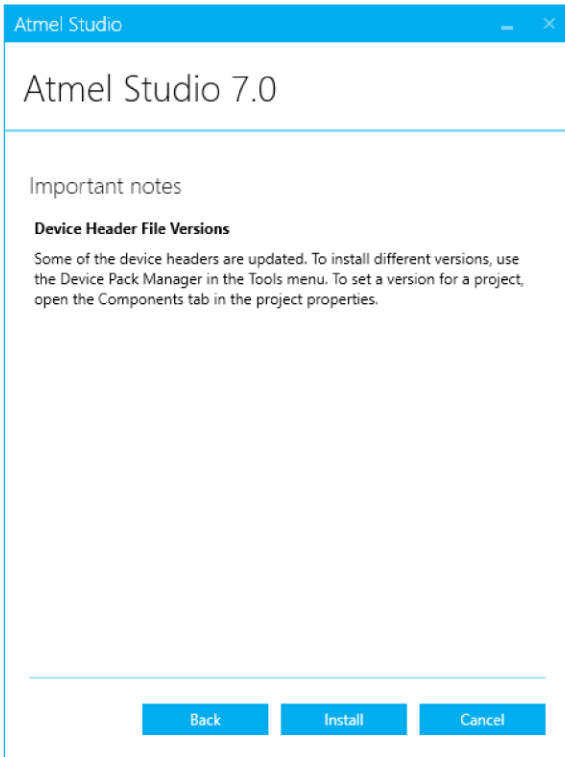 Atmel Studio
Atmel Studio 7.0
Important notes
Device Header File Versions
Some of the device headers are updated. To install different versions, use
the Device Pack Manager in the Tools menu. To set a version for a project,
open the Components tab in the project properties.
Back Install Cancel